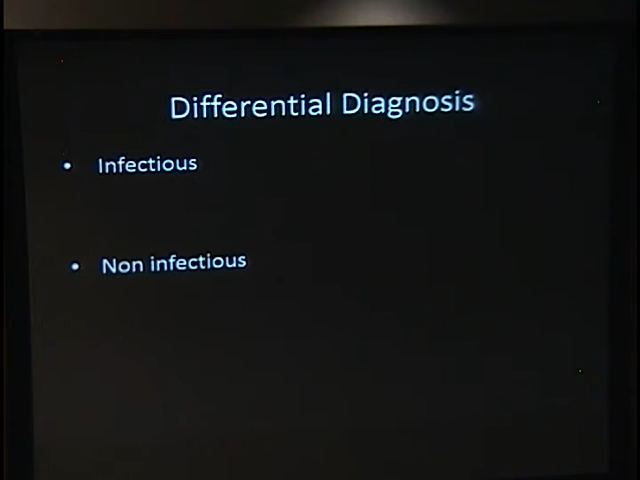 Differential Diagnosis
• Infectious
• Non infectious